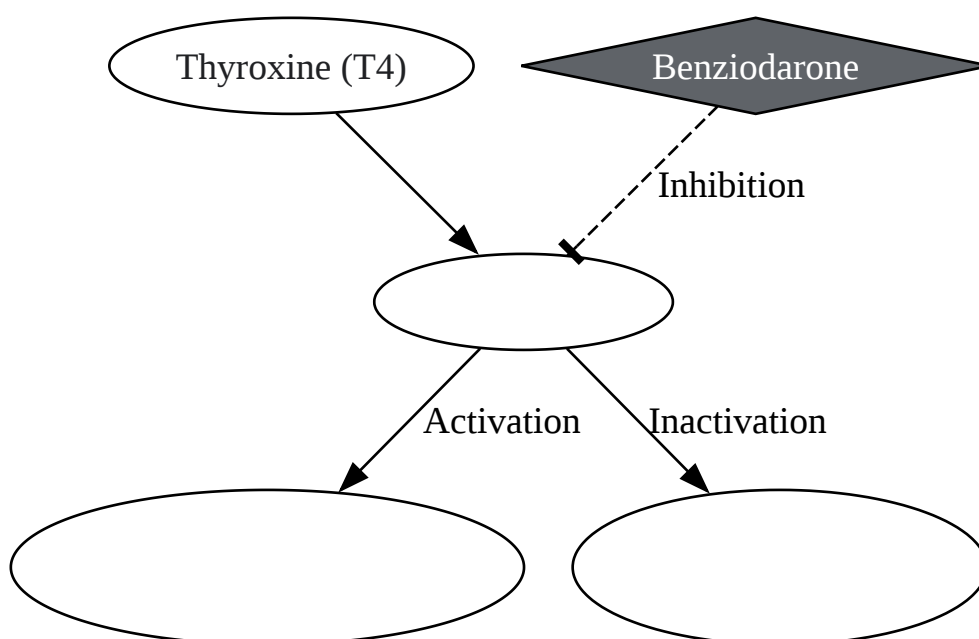 Thyroxine (T4)
Benziodarone
Inhibition
Activation
Inactivation